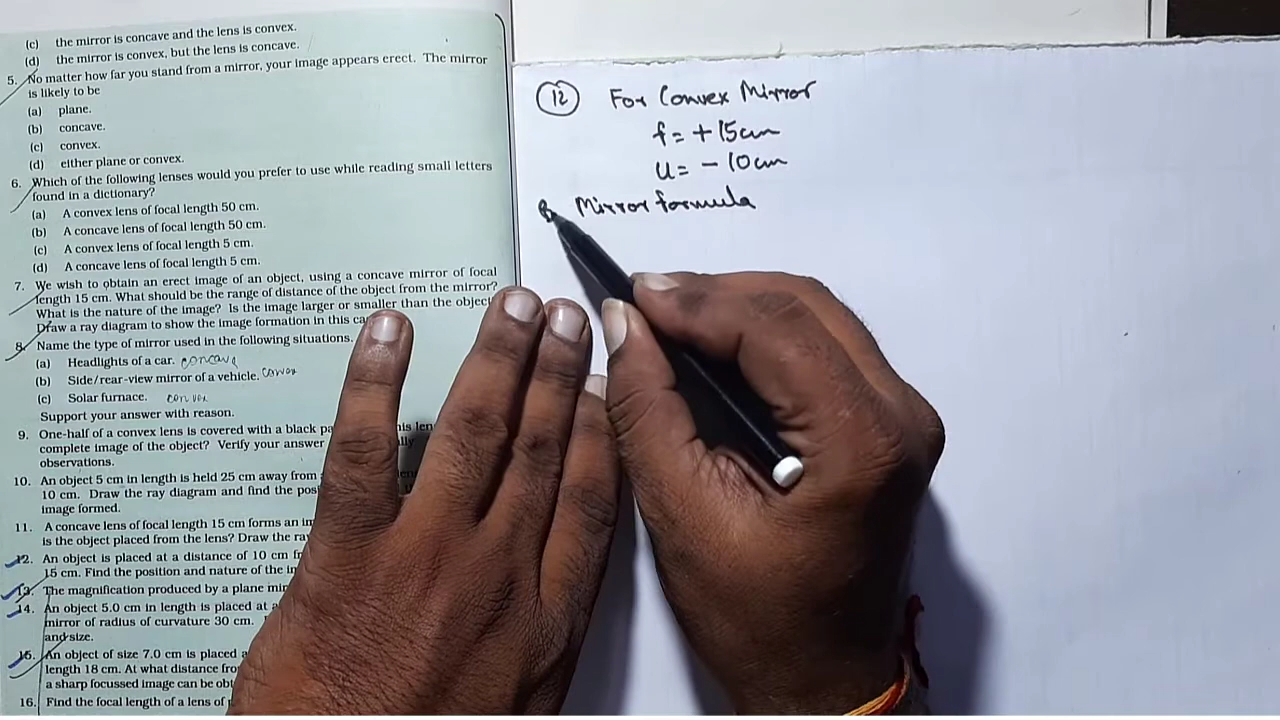 (c) the mirror is concave and the lens is convex.
(d) the mirror is convex, but the lens is concave.
5. No matter how far you stand from a mirror, your image appears erect. The mirror
is likely to be
(a) plane.
(b) concave.
(c) convex.
(d) either plane or convex.
6. Which of the following lenses would you prefer to use while reading small letters
found in a dictionary?
(a) A convex lens of focal length 50 cm.
(b) A concave lens of focal length 50 cm.
(c) A convex lens of focal length 5 cm.
(d) A concave lens of focal length 5 cm.
7. We wish to obtain an erect image of an object, using a concave mirror of focal
length 15 cm. What should be the range of distance of the object from the mirror?
What is the nature of the image? Is the image larger or smaller than the object
Draw a ray diagram to show the image formation in this ca
8. Name the type of mirror used in the following situations.
(a) Headlights of a car. concave
(b) Side/rear-view mirror of a vehicle. convex
(c) Solar furnace. convex
Support your answer with reason.
9. One-half of a convex lens is covered with a black pa his len
complete image of the object? Verify your answer lly
observations.
10. An object 5 cm in length is held 25 cm away from
10 cm. Draw the ray diagram and find the posi
image formed.
11. A concave lens of focal length 15 cm forms an im
is the object placed from the lens? Draw the ra
12. An object is placed at a distance of 10 cm fr
15 cm. Find the position and nature of the im
13. The magnification produced by a plane mir
14. An object 5.0 cm in length is placed at a
mirror of radius of curvature 30 cm.
and size.
15. An object of size 7.0 cm is placed a
length 18 cm. At what distance fro
a sharp focussed image can be obt
16. Find the focal length of a lens of p
12 For Convex Mirror
f = +15cm
u = - 10cm
Mirror formula